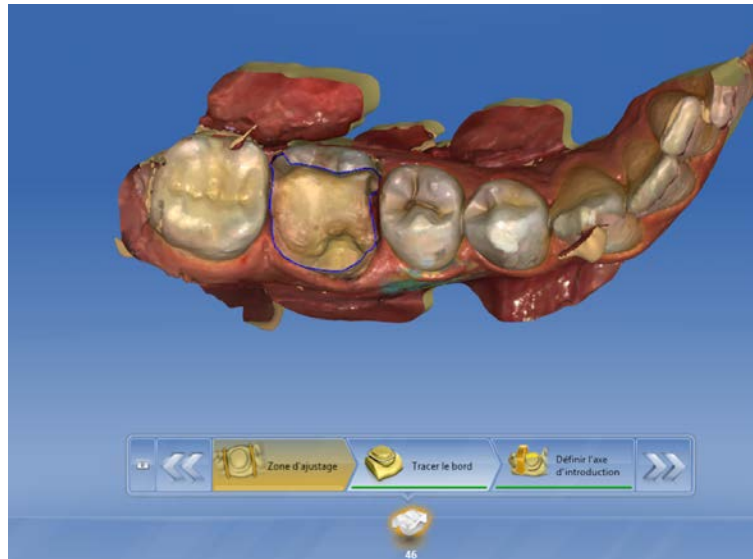 Zone d'ajustage
Tracer le bord
Définir l'axe
d'introduction
46